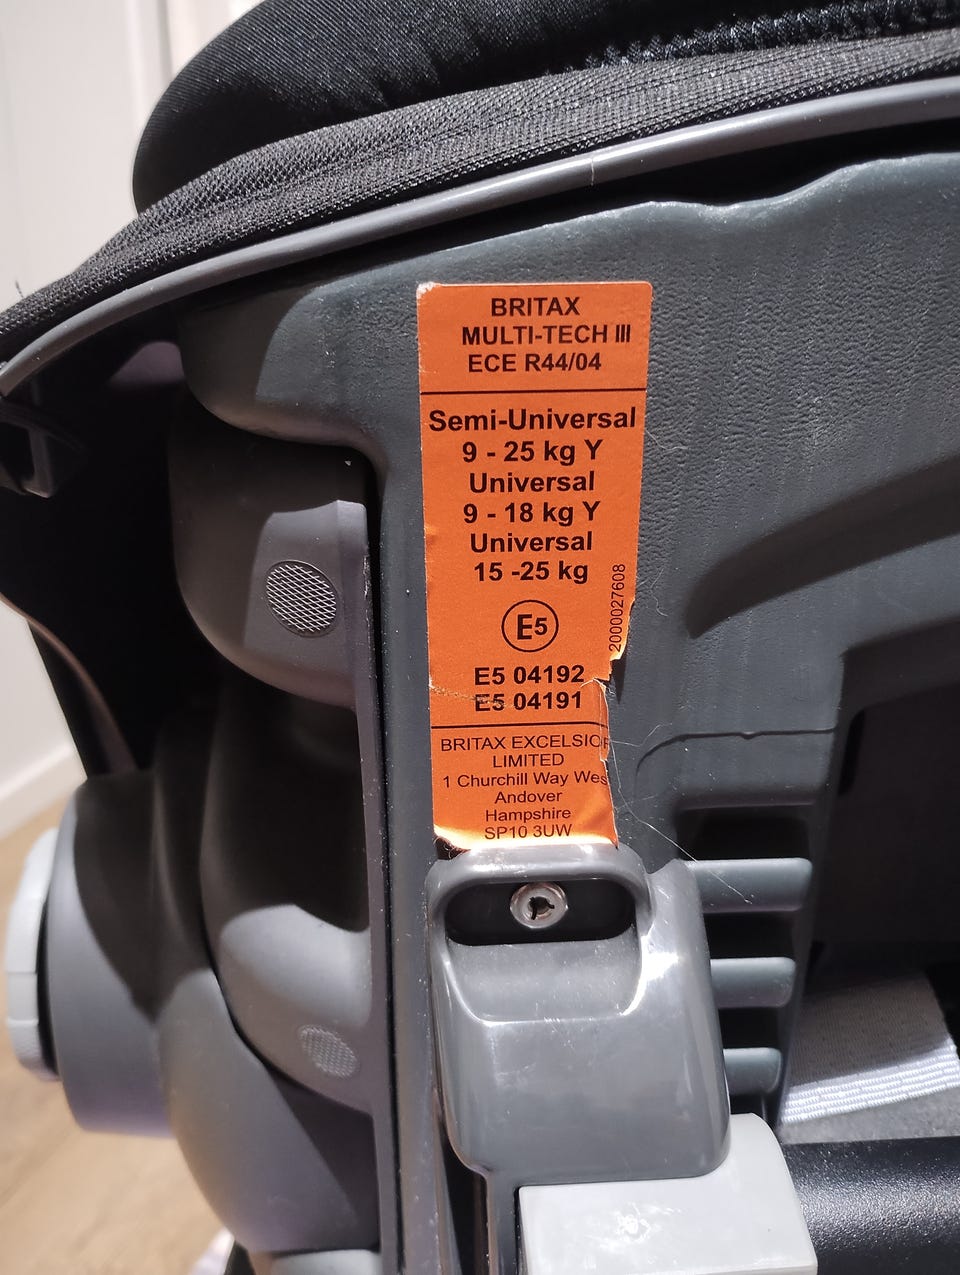 BRITAX
MULTI-TECH III
ECE R44/04
Semi-Universal
9 - 25 kg Y
Universal
9 - 18 kg Y
Universal
15 -25 kg
E5
2000027608
E5 04192
E5 04191
BRITAX EXCELSIOR
LIMITED
1 Churchill Way Wes
Andover
Hampshire
SP10 3UW